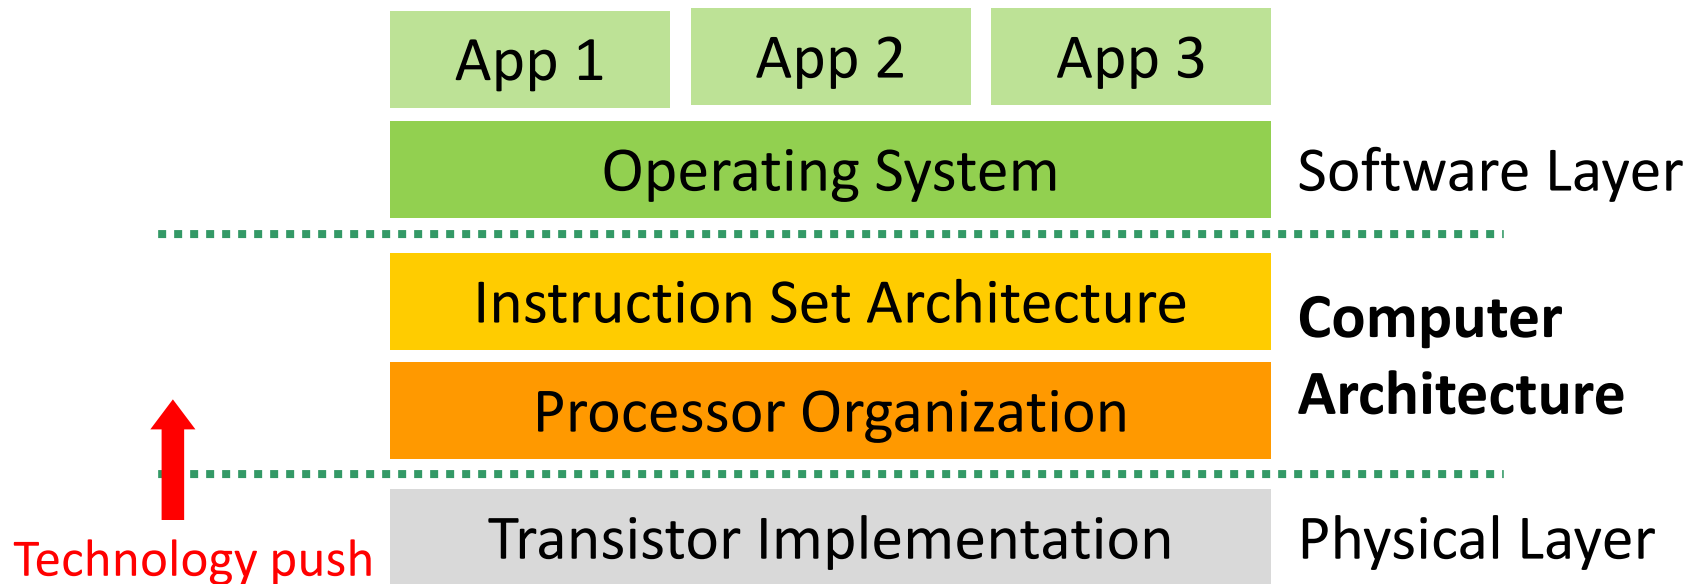 App 1
App 2
App 3
Operating System
Software Layer
Instruction Set Architecture
Computer
Architecture
Processor Organization
Transistor Implementation
Physical Layer
Technology push